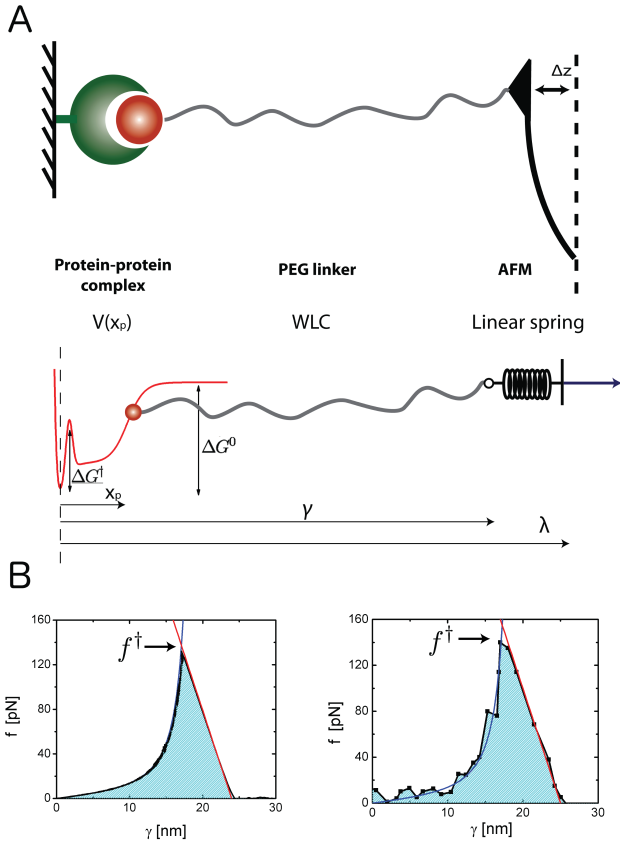 A
Δz
Protein-protein
complex
PEG linker
AFM
V(xₚ)
WLC
Linear spring
ΔG⁰
ΔG†
xₚ
γ
λ
B
160
120
80
40
0
f [pN]
f†
0 10 20 30
γ [nm]
160
120
80
40
0
f [pN]
f†
0 10 20 30
γ [nm]